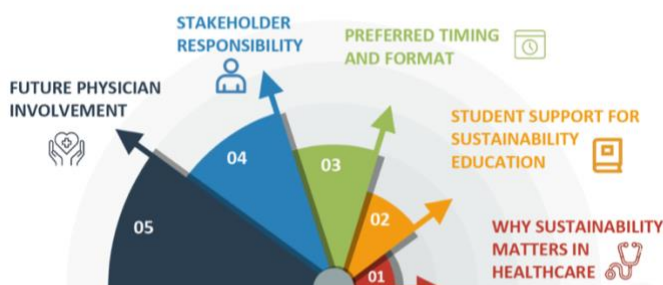 STAKEHOLDER
RESPONSIBILITY
PREFERRED TIMING
AND FORMAT
FUTURE PHYSICIAN
INVOLVEMENT
STUDENT SUPPORT FOR
SUSTAINABILITY
EDUCATION
WHY SUSTAINABILITY
MATTERS IN
HEALTHCARE
05
04
03
02
01